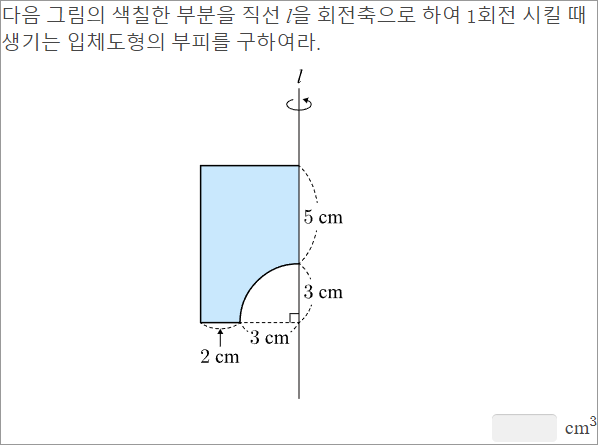 다음 그림의 색칠한 부분을 직선 l을 회전축으로 하여 1회전 시킬 때
생기는 입체도형의 부피를 구하여라.
l
5 cm
3 cm
3 cm
2 cm
cm³